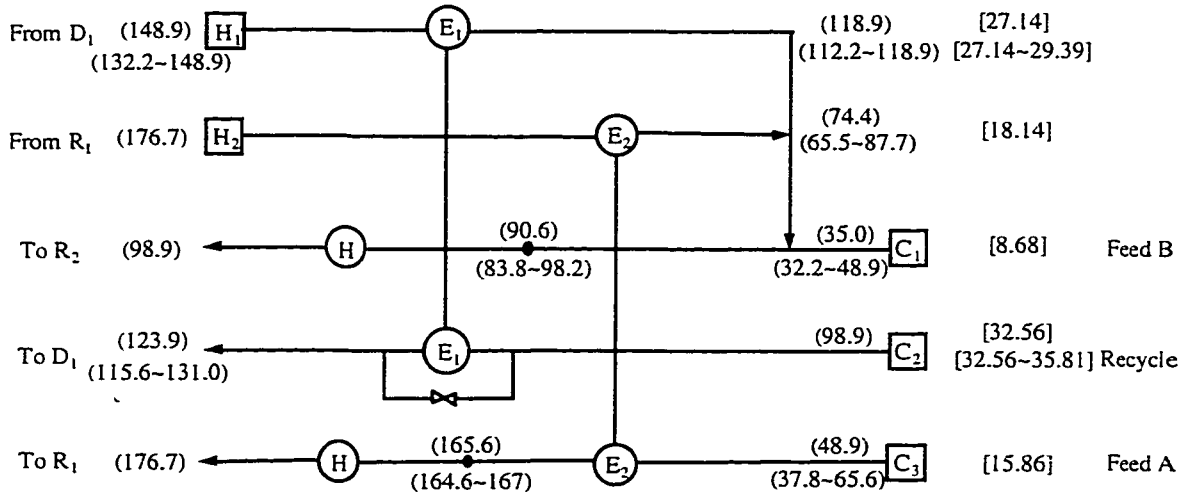 From D₁ (148.9) H₁ E₁ (118.9) [27.14]
(132.2~148.9) (112.2~118.9) [27.14~29.39]
From R₁ (176.7) H₂ E₂ (74.4) [18.14]
(65.5~87.7)
To R₂ (98.9) H (90.6) (35.0) C₁ [8.68] Feed B
(83.8~98.2) (32.2~48.9)
To D₁ (123.9) E₁ (98.9) C₂ [32.56]
(115.6~131.0) [32.56~35.81] Recycle
To R₁ (176.7) H (165.6) E₂ (48.9) C₃ [15.86] Feed A
(164.6~167) (37.8~65.6)